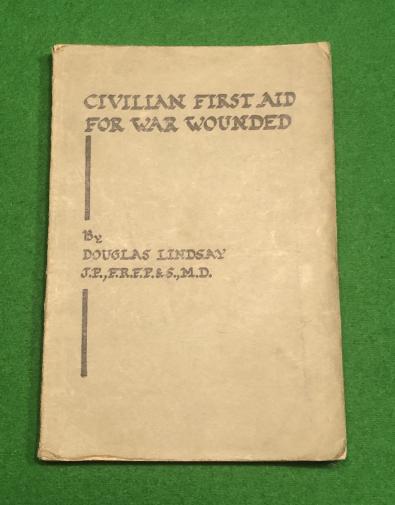 CIVILIAN FIRST AID
FOR WAR WOUNDED
By
DOUGLAS LINDSAY
J.P., F.R.F.P. & S., M.D.